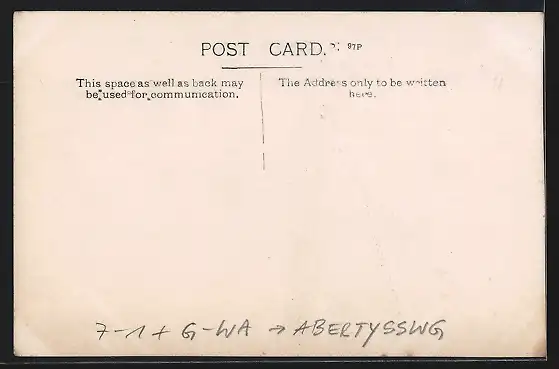 POST CARD. 97P
This space as well as back may
be used for communication.
The Address only to be written
here.
7-1+ G-WA → ABERTYSSWG